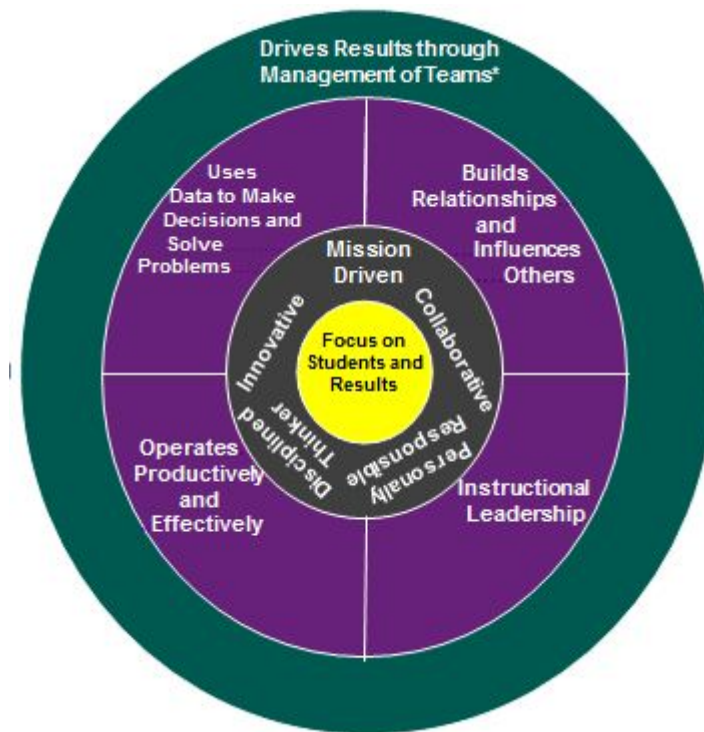 Drives Results through
Management of Teams*
Uses
Data to Make
Decisions and
Solve
Problems
Builds
Relationships
and
Influences
Others
Mission
Driven
Innovative
Collaborative
Focus on
Students and
Results
Disciplined
Thinker
Personally
Responsible
Operates
Productively
and
Effectively
Instructional
Leadership